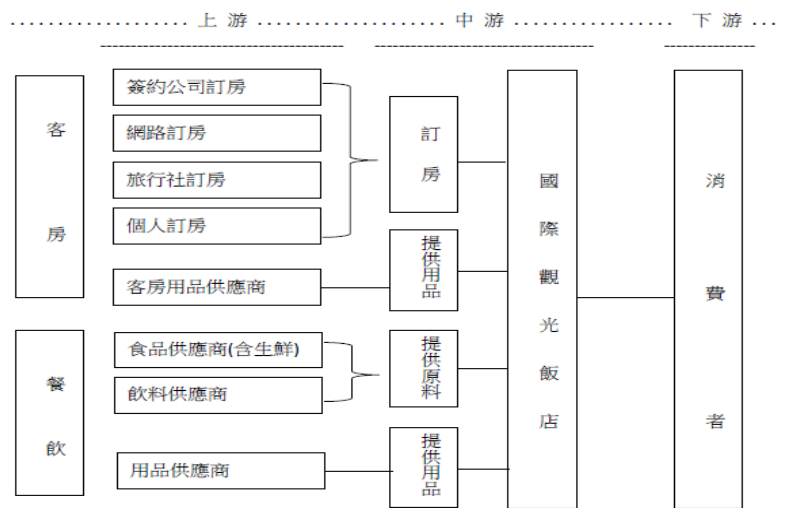 上游 中游 下游
客房
簽約公司訂房
網路訂房
旅行社訂房
個人訂房
客房用品供應商
訂房
提供用品
餐飲
食品供應商(含生鮮)
飲料供應商
用品供應商
提供原料
提供用品
國際觀光飯店
消費者